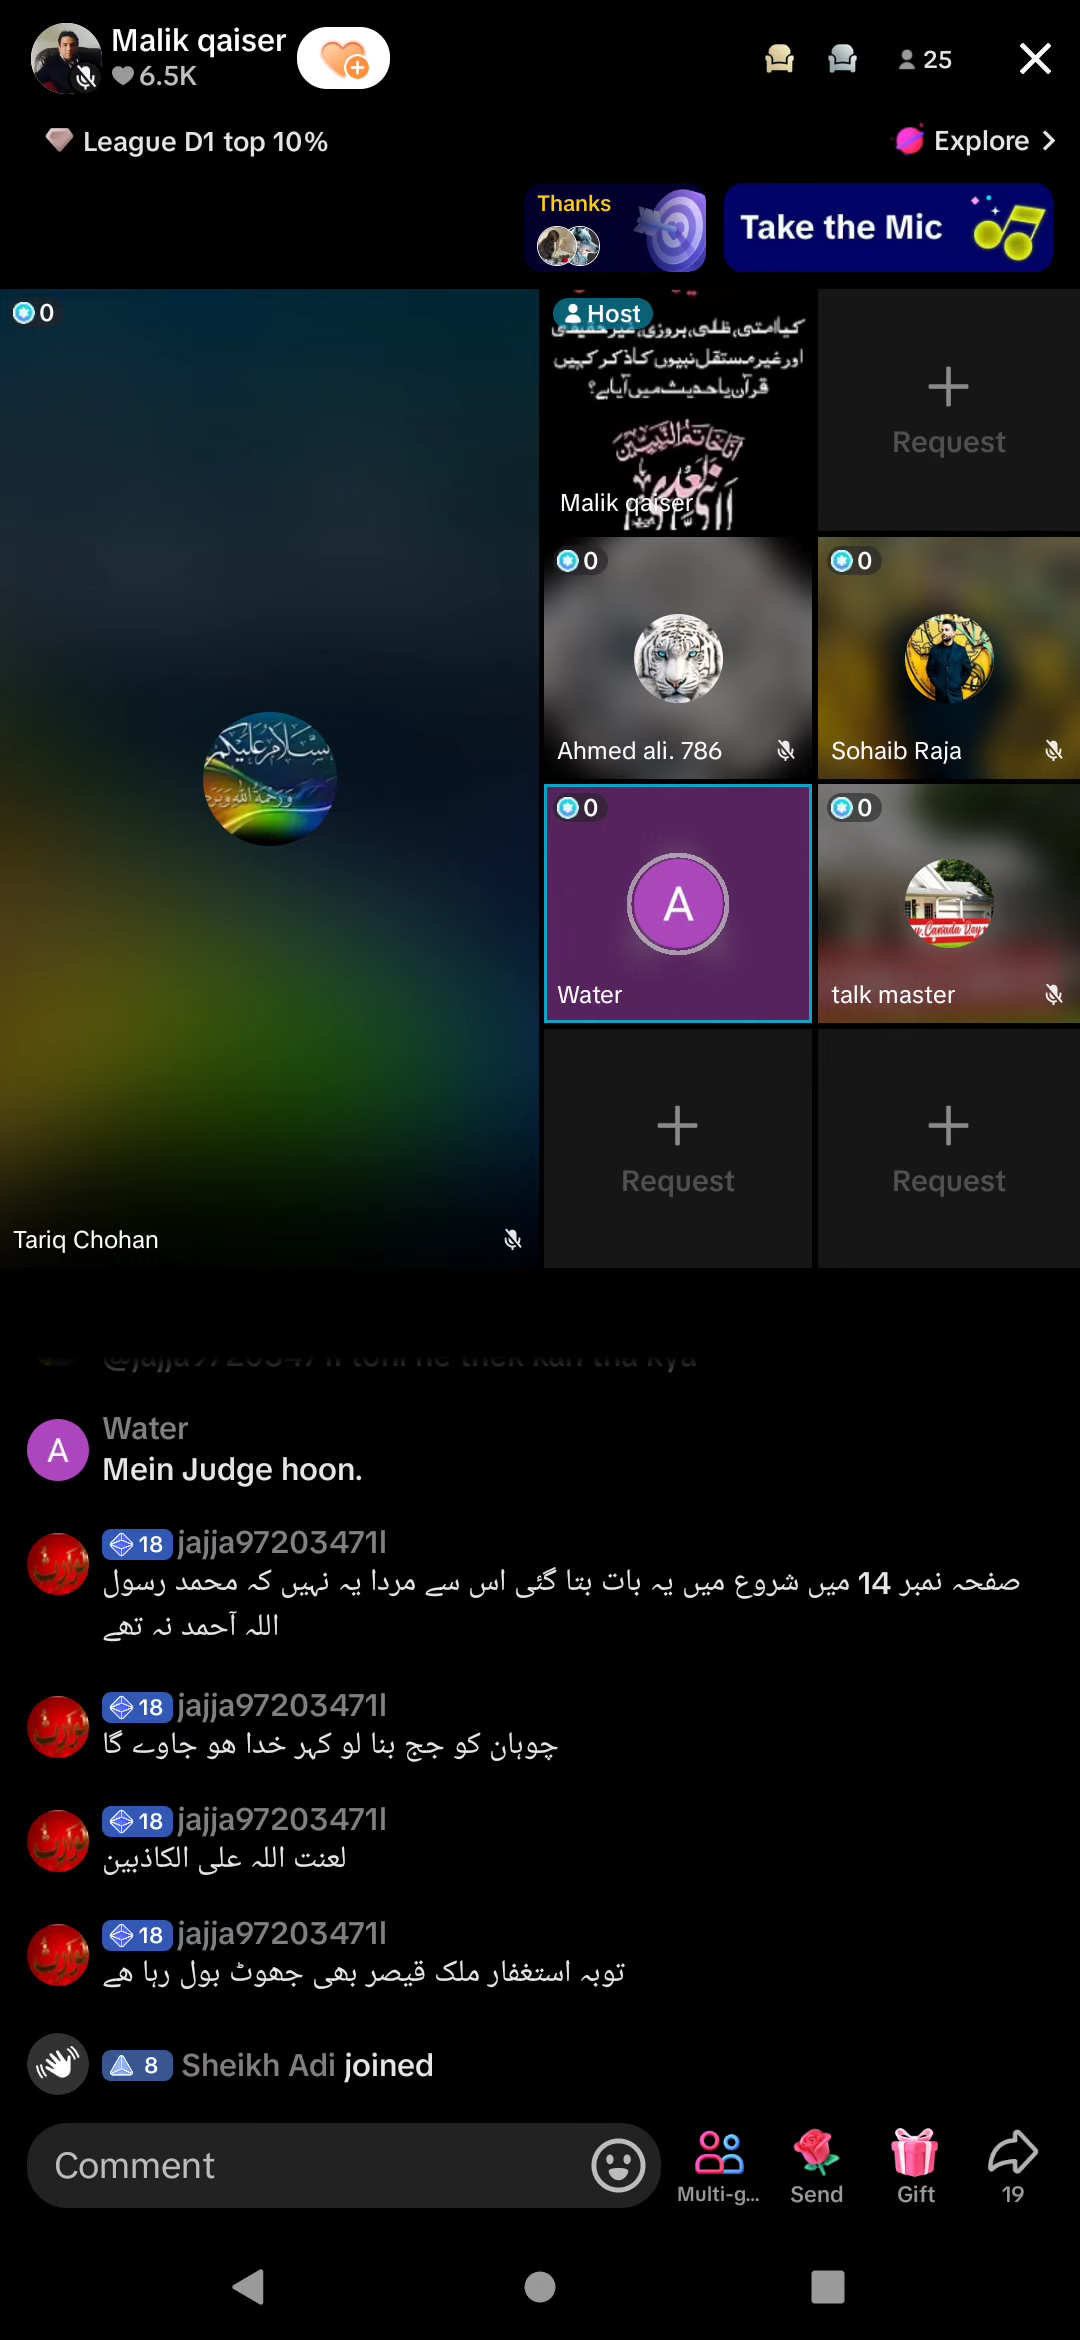 Malik qaiser
6.5K
25
League D1 top 10%
Explore
Thanks
Take the Mic
0
Host
کیا امتی، ظلی، بروزی، غیر حقیقی
اور غیر مستقل نبیوں کا ذکر کہیں
قرآن یا حدیث میں آیا ہے؟
اَنَا خَاتَمُ النَّبِيِّيْن
Malik qaiser
Request
0
Ahmed ali. 786
0
Sohaib Raja
0
A
Water
0
talk master
Request
Request
Tariq Chohan
Water
A
Mein Judge hoon.
18 jajja97203471l
صفحہ نمبر 14 میں شروع میں یہ بات بتا گئی اس سے مردا یہ نہیں کہ محمد رسول
اللہ آحمد نہ تھے
18 jajja97203471l
چوہان کو جج بنا لو کہر خدا ھو جاوے گا
18 jajja97203471l
لعنت اللہ علی الکاذبین
18 jajja97203471l
توبہ استغفار ملک قیصر بھی جھوٹ بول رہا ھے
8 Sheikh Adi joined
Comment
Multi-g...
Send
Gift
19